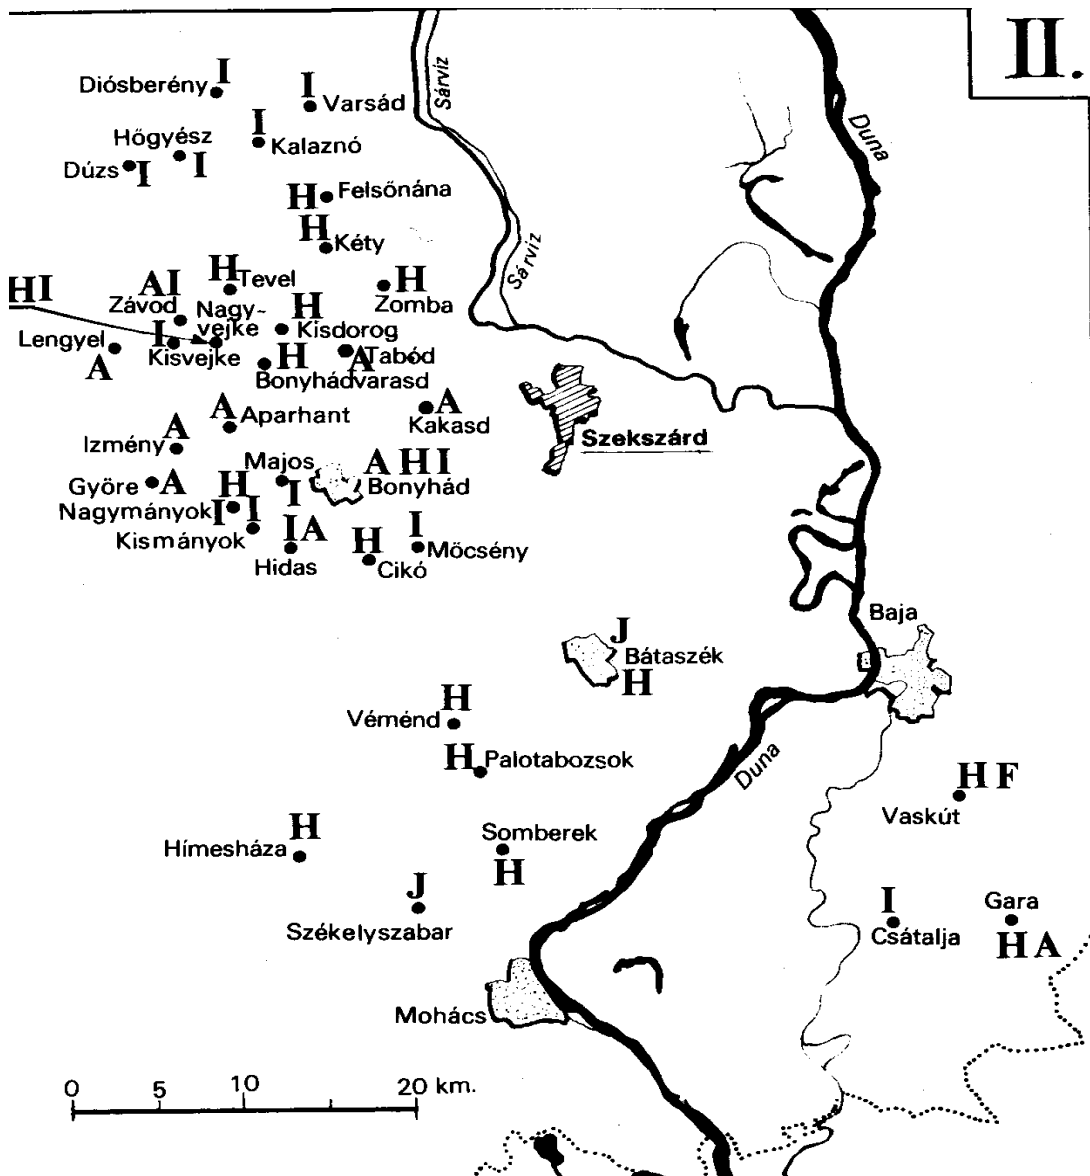 II.
Diósberény
I
I
Varsád
Sárvíz
Duna
I
Kalaznó
Hőgyész
I
Dúzs
I
H
Felsőnána
H
Kéty
Sárvíz
HI
AI
Závod
H
Tevel
H
Zomba
Nagy-
vejke
H
Kisdorog
Lengyel
A
I
Kisvejke
H
Bonyhádvarasd
Tabód
A
A
Aparhant
A
Kakasd
Szekszárd
A
Izmény
Majos
I
A H I
Bonyhád
Györe
A
H
Nagymányok
I
I
Kismányok
IA
Hidas
H
Cikó
I
Mőcsény
Baja
J
Bátaszék
H
H
Véménd
H
Palotabozsok
Duna
H F
Vaskút
H
Hímesháza
Somberek
H
J
Székelyszabar
I
Csátalja
Gara
H A
Mohács
0 5 10 20 km.